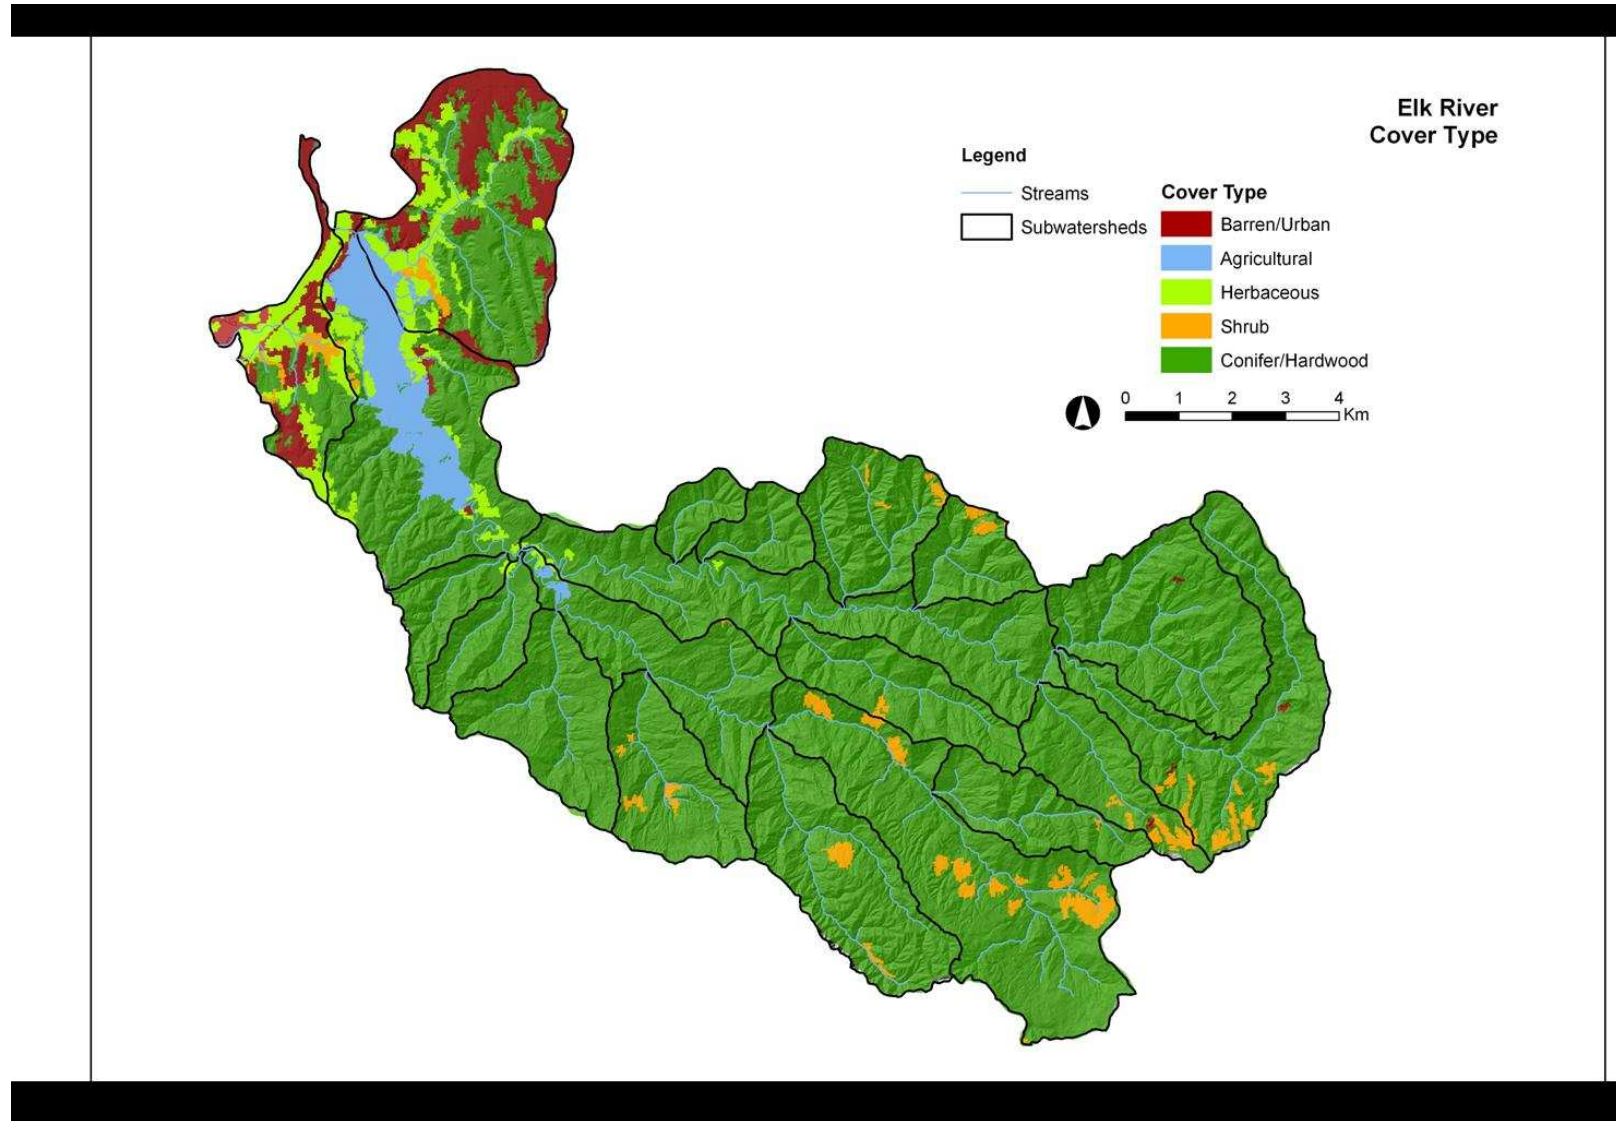 Elk River
Cover Type
Legend
Streams
Subwatersheds
Cover Type
Barren/Urban
Agricultural
Herbaceous
Shrub
Conifer/Hardwood
0 1 2 3 4
Km